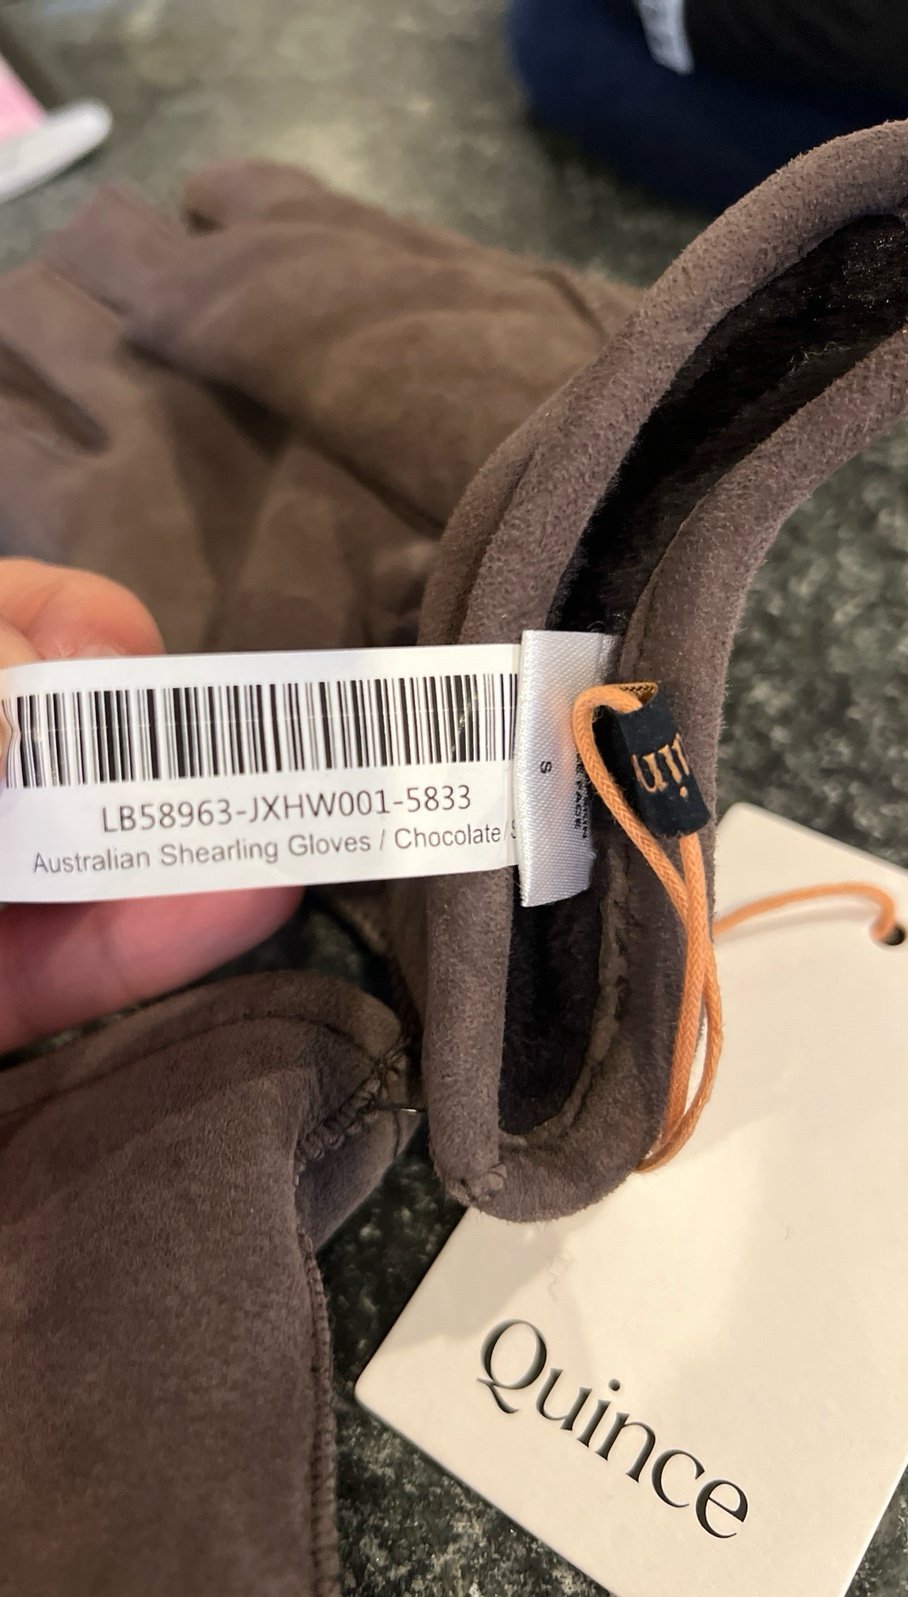 LB58963-JXHW001-5833
Australian Shearling Gloves / Chocolate/S
S
Quince